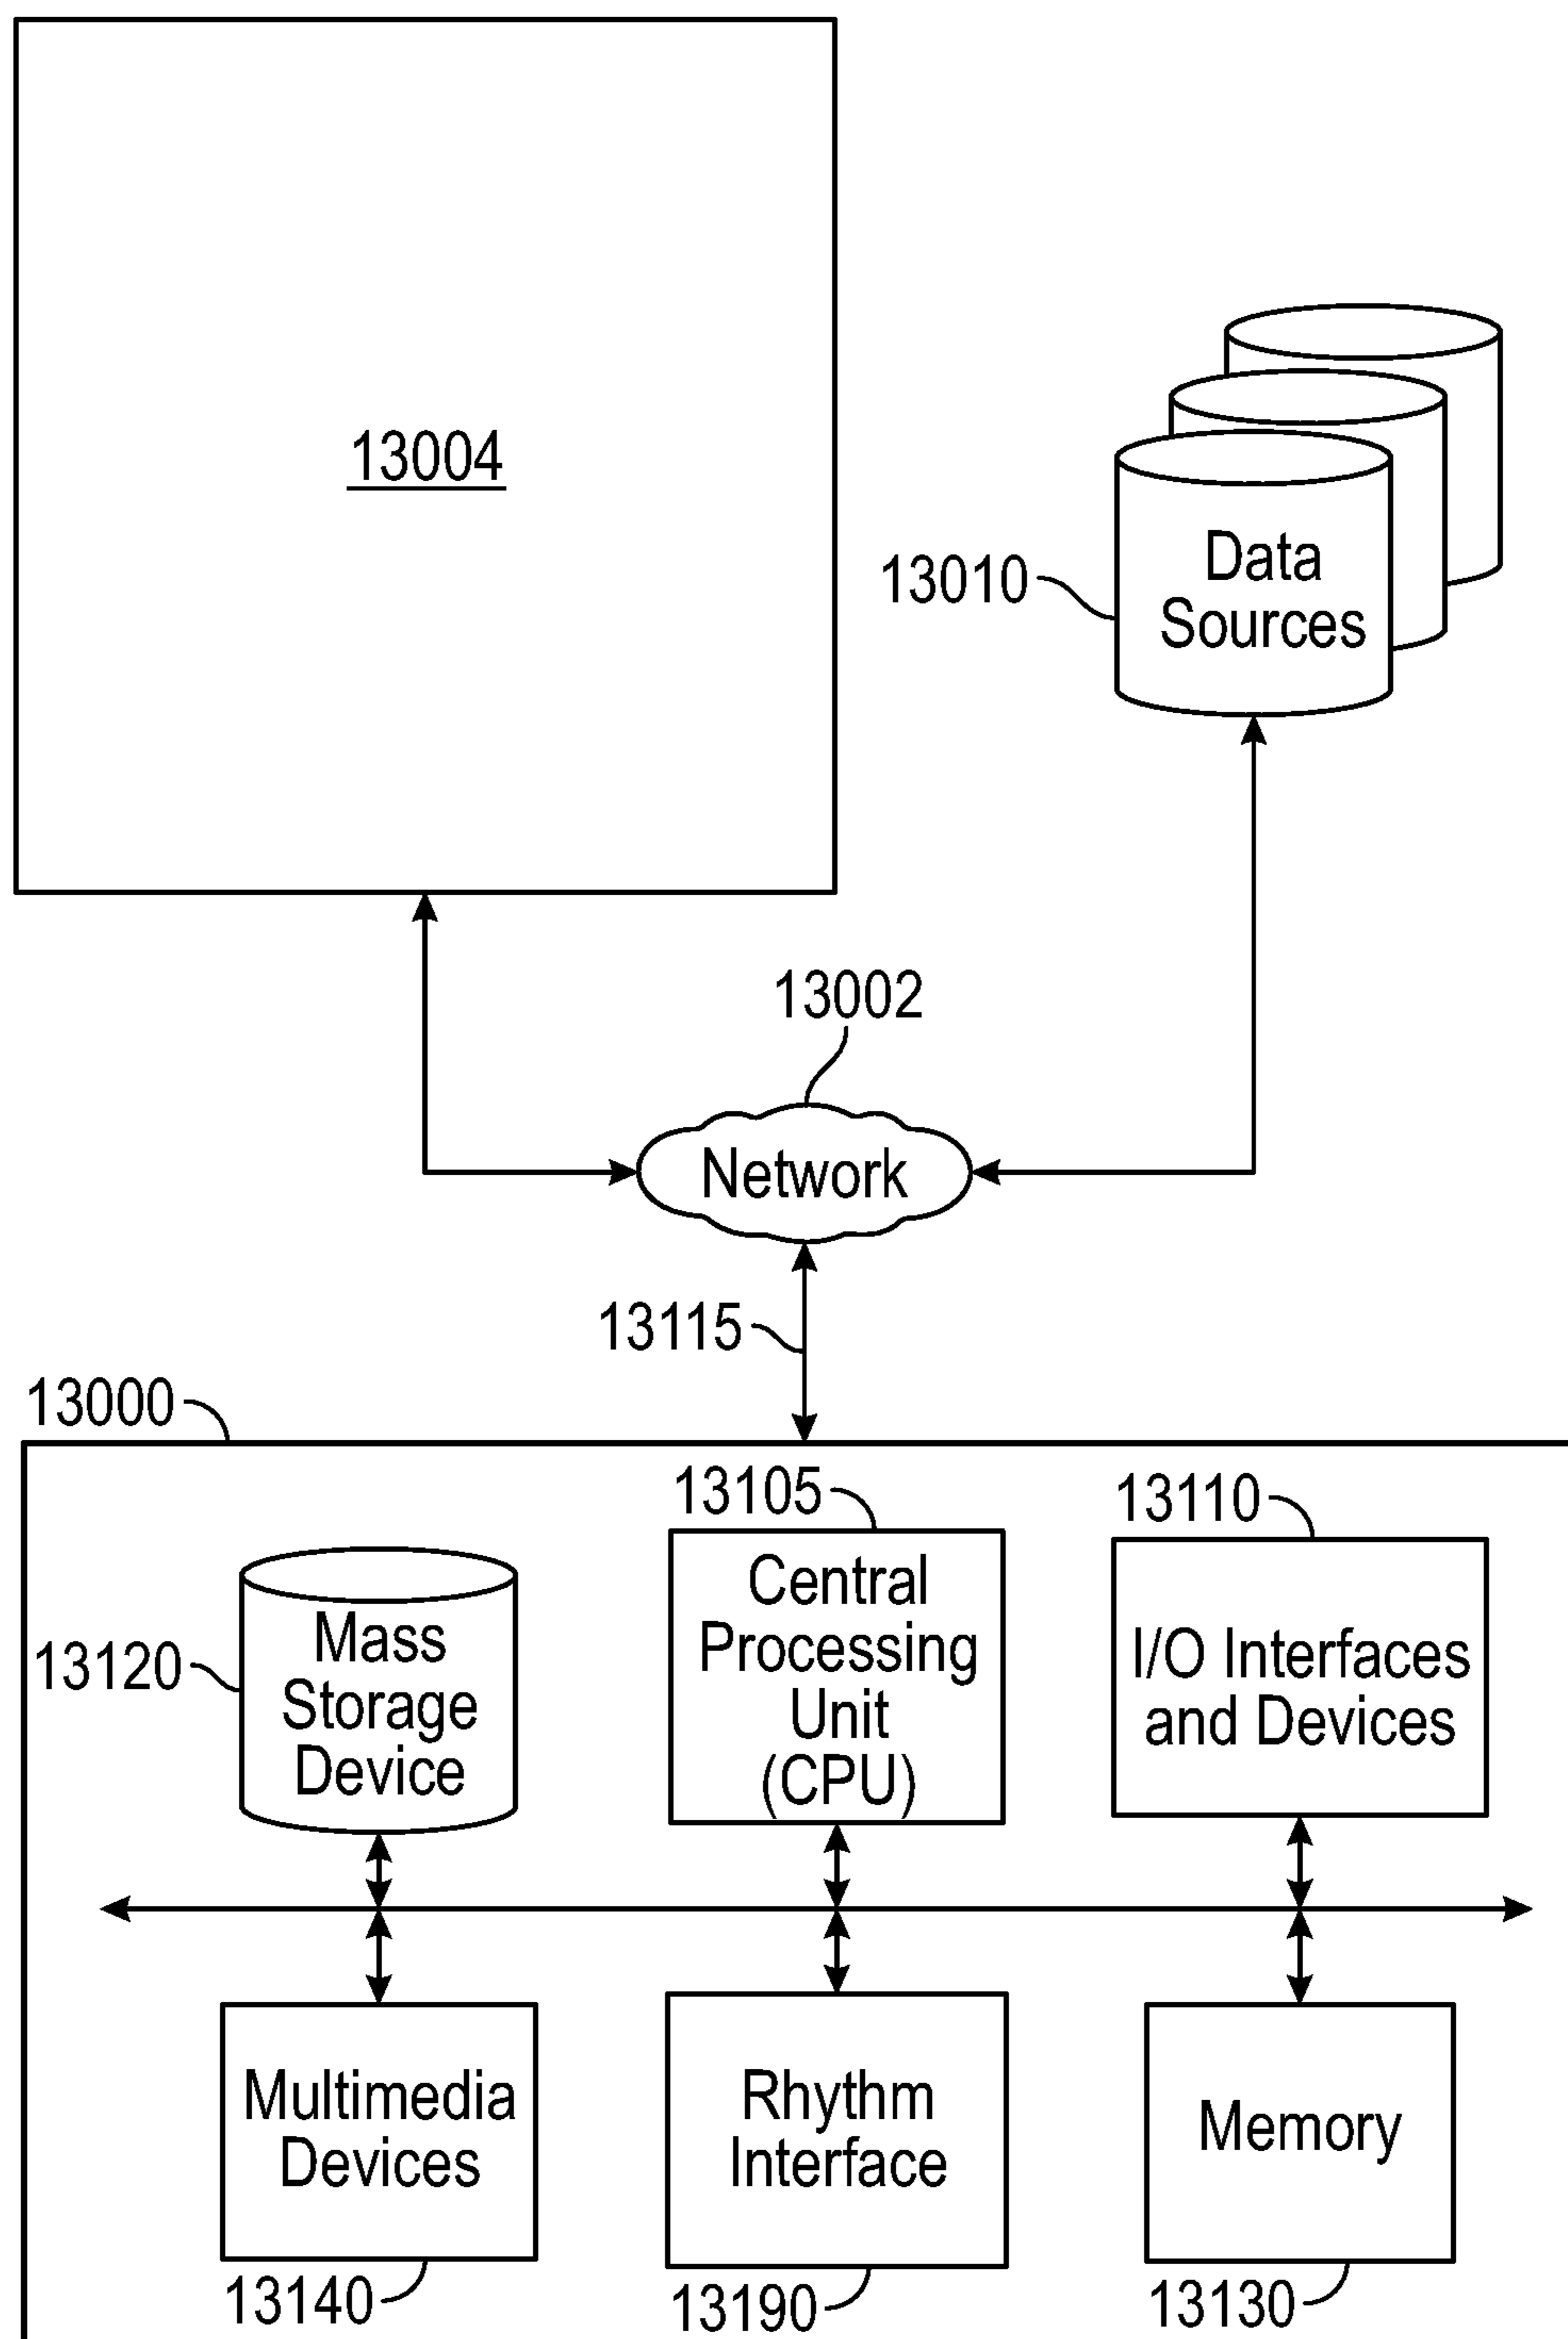 13004
13010
Data
Sources
13002
Network
13115
13000
13105
13110
13120
Mass
Storage
Device
Central
Processing
Unit
(CPU)
I/O Interfaces
and Devices
Multimedia
Devices
Rhythm
Interface
Memory
13140
13190
13130